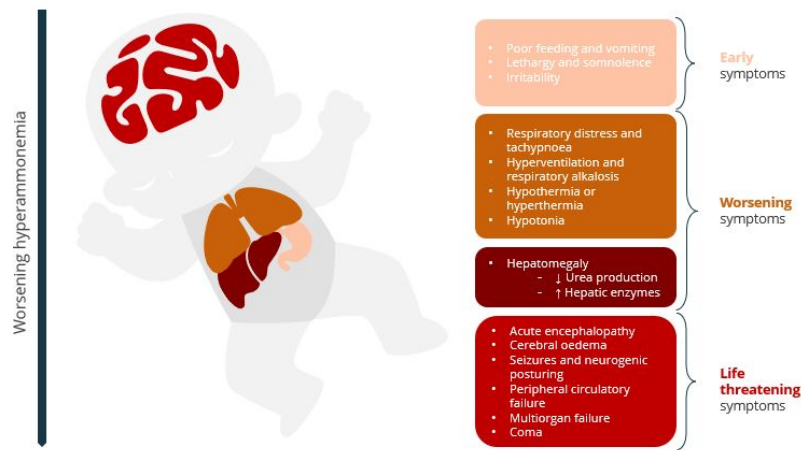 Worsening hyperammonemia
▪ Poor feeding and vomiting
▪ Lethargy and somnolence
▪ Irritability
Early
symptoms
▪ Respiratory distress and
tachypnoea
▪ Hyperventilation and
respiratory alkalosis
▪ Hypothermia or
hyperthermia
▪ Hypotonia
Worsening
symptoms
▪ Hepatomegaly
- ↓ Urea production
- ↑ Hepatic enzymes
▪ Acute encephalopathy
▪ Cerebral oedema
▪ Seizures and neurogenic
posturing
▪ Peripheral circulatory
failure
▪ Multiorgan failure
▪ Coma
Life
threatening
symptoms